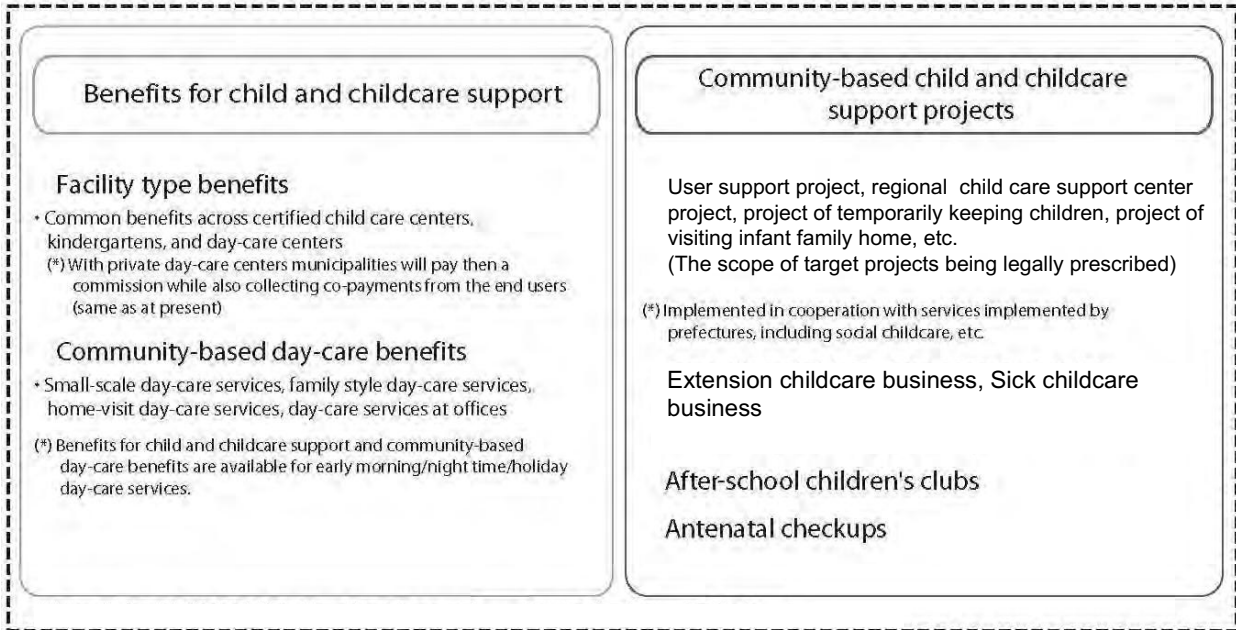 Benefits for child and childcare support
Facility type benefits
・Common benefits across certified child care centers,
kindergartens, and day-care centers
(*) With private day-care centers municipalities will pay then a
commission while also collecting co-payments from the end users
(same as at present)
Community-based day-care benefits
・Small-scale day-care services, family style day-care services,
home-visit day-care services, day-care services at offices
(*) Benefits for child and childcare support and community-based
day-care benefits are available for early morning/night time/holiday
day-care services.
Community-based child and childcare
support projects
User support project, regional child care support center
project, project of temporarily keeping children, project of
visiting infant family home, etc.
(The scope of target projects being legally prescribed)
(*) Implemented in cooperation with services implemented by
prefectures, including social childcare, etc.
Extension childcare business, Sick childcare
business
After-school children's clubs
Antenatal checkups